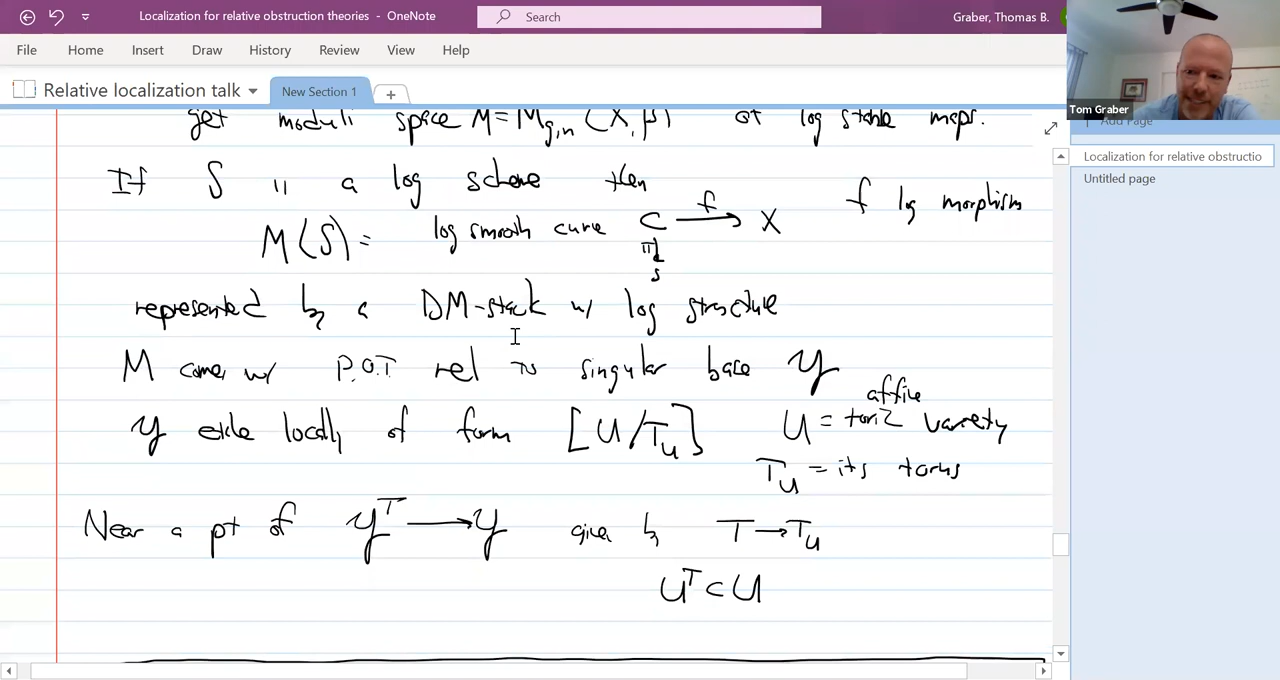 Localization for relative obstruction theories - OneNote
Search
Graber, Thomas B.
File Home Insert Draw History Review View Help
Relative localization talk
New Section 1
+
Tom Graber
Add Page
Localization for relative obstructio
Untitled page
get moduli space M = M_{g,n}(X,β) of log stable maps.
If S is a log scheme then
f log morphism
M(S) = log smooth curve C →^f X
π↓
S
represented by a DM-stack w/ log structure
M comes w/ P.O.T rel to singular base 𝒴
𝒴 étale locally of form [U/T_U] U = affine toric variety
T_U = its torus
Near a pt of 𝒴^T → 𝒴 given by T → T_U
U^T ⊂ U